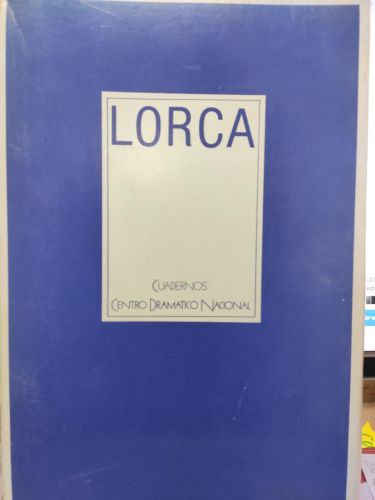 LORCA
CUADERNOS
CENTRO DRAMATICO NACIONAL